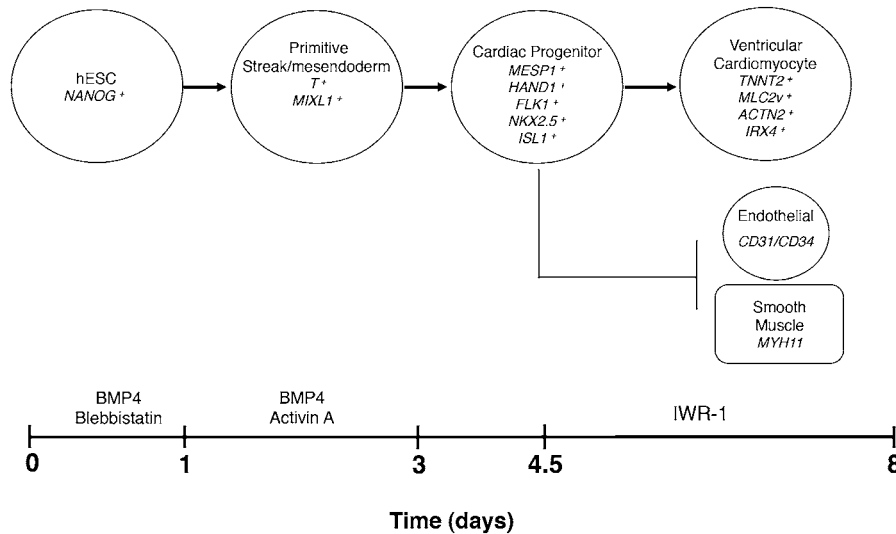 hESC
NANOG +
Primitive
Streak/mesendoderm
T +
MIXL1 +
Cardiac Progenitor
MESP1 +
HAND1 +
FLK1 +
NKX2.5 +
ISL1 +
Ventricular
Cardiomyocyte
TNNT2 +
MLC2v +
ACTN2 +
IRX4 +
Endothelial
CD31/CD34
Smooth
Muscle
MYH11
BMP4
Blebbistatin
BMP4
Activin A
IWR-1
0 1 3 4.5 8
Time (days)